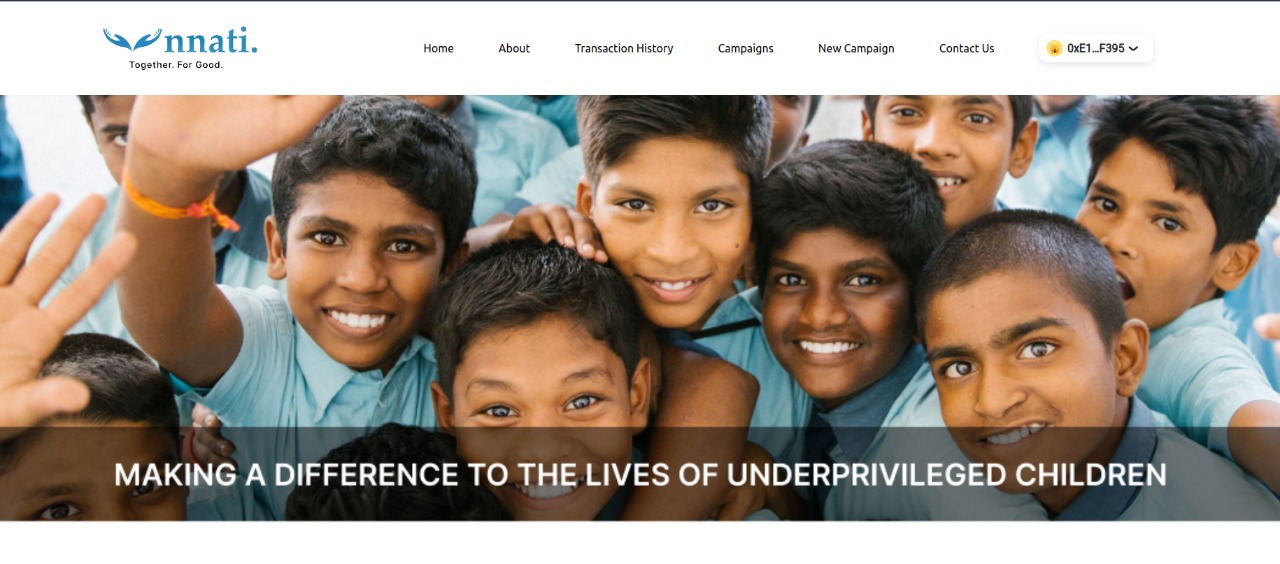 nnati.
Together. For Good.
Home About Transaction History Campaigns New Campaign Contact Us 0xE1...F395
MAKING A DIFFERENCE TO THE LIVES OF UNDERPRIVILEGED CHILDREN